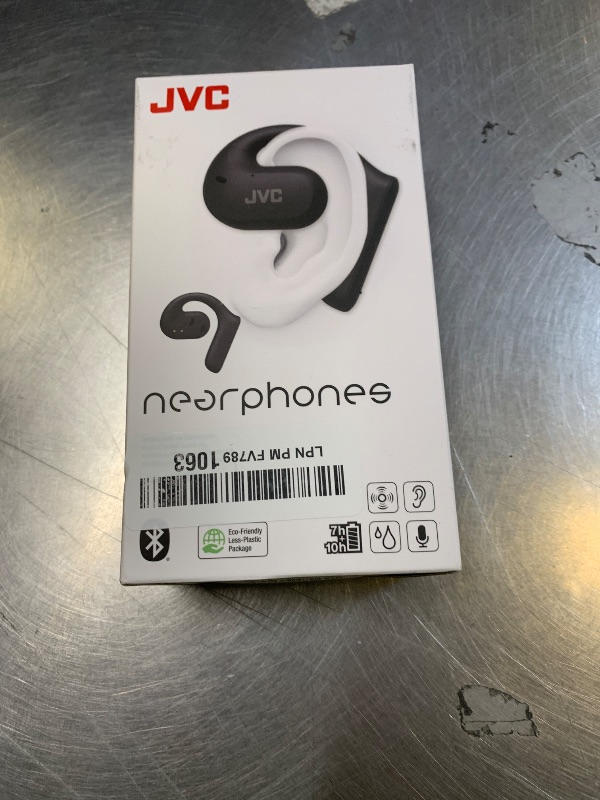 JVC
JVC
nearphones
LPN PM FV789 1063
Eco-Friendly
Less-Plastic
Package
7h
+
10h